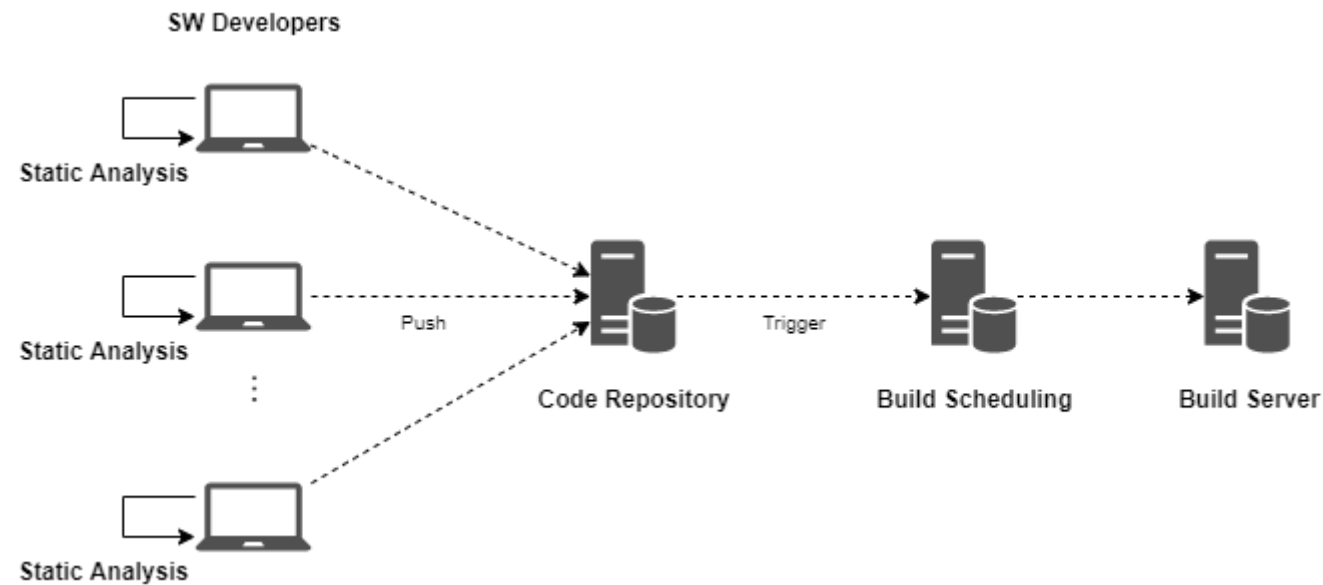 SW Developers
Static Analysis
Static Analysis
Push
Trigger
⋮
Code Repository
Build Scheduling
Build Server
Static Analysis